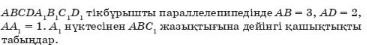 ABCDA₁B₁C₁D₁ тікбұрышты параллелепипедінде AB = 3, AD = 2,
AA₁ = 1. A₁ нүктесінен ABC₁ жазықтығына дейінгі қашықтықты
табыңдар.